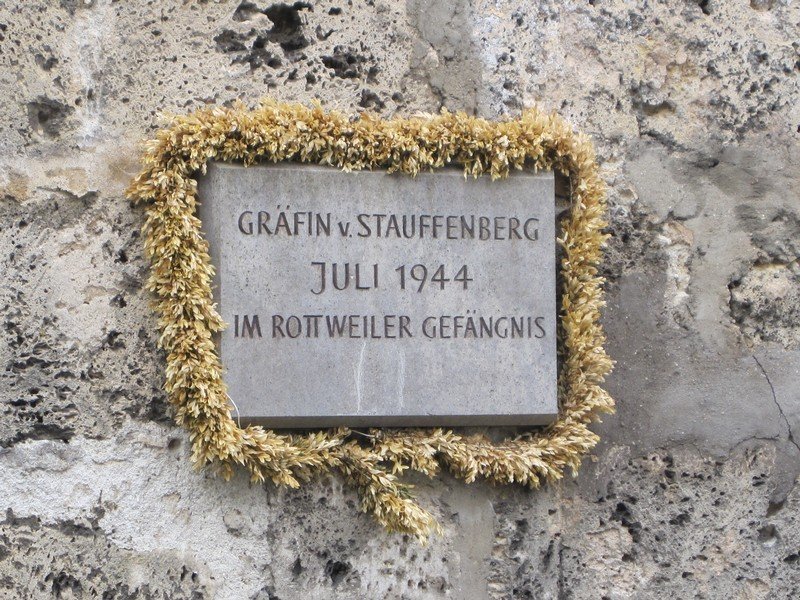 GRÄFIN v. STAUFFENBERG
JULI 1944
IM ROTTWEILER GEFÄNGNIS